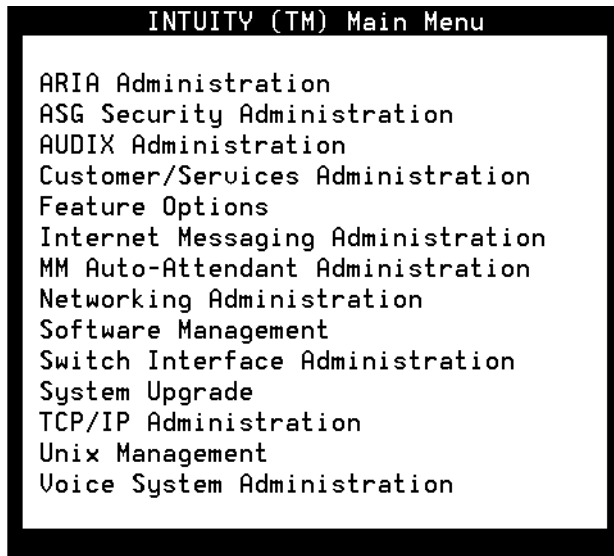 INTUITY (TM) Main Menu
ARIA Administration
ASG Security Administration
AUDIX Administration
Customer/Services Administration
Feature Options
Internet Messaging Administration
MM Auto-Attendant Administration
Networking Administration
Software Management
Switch Interface Administration
System Upgrade
TCP/IP Administration
Unix Management
Voice System Administration